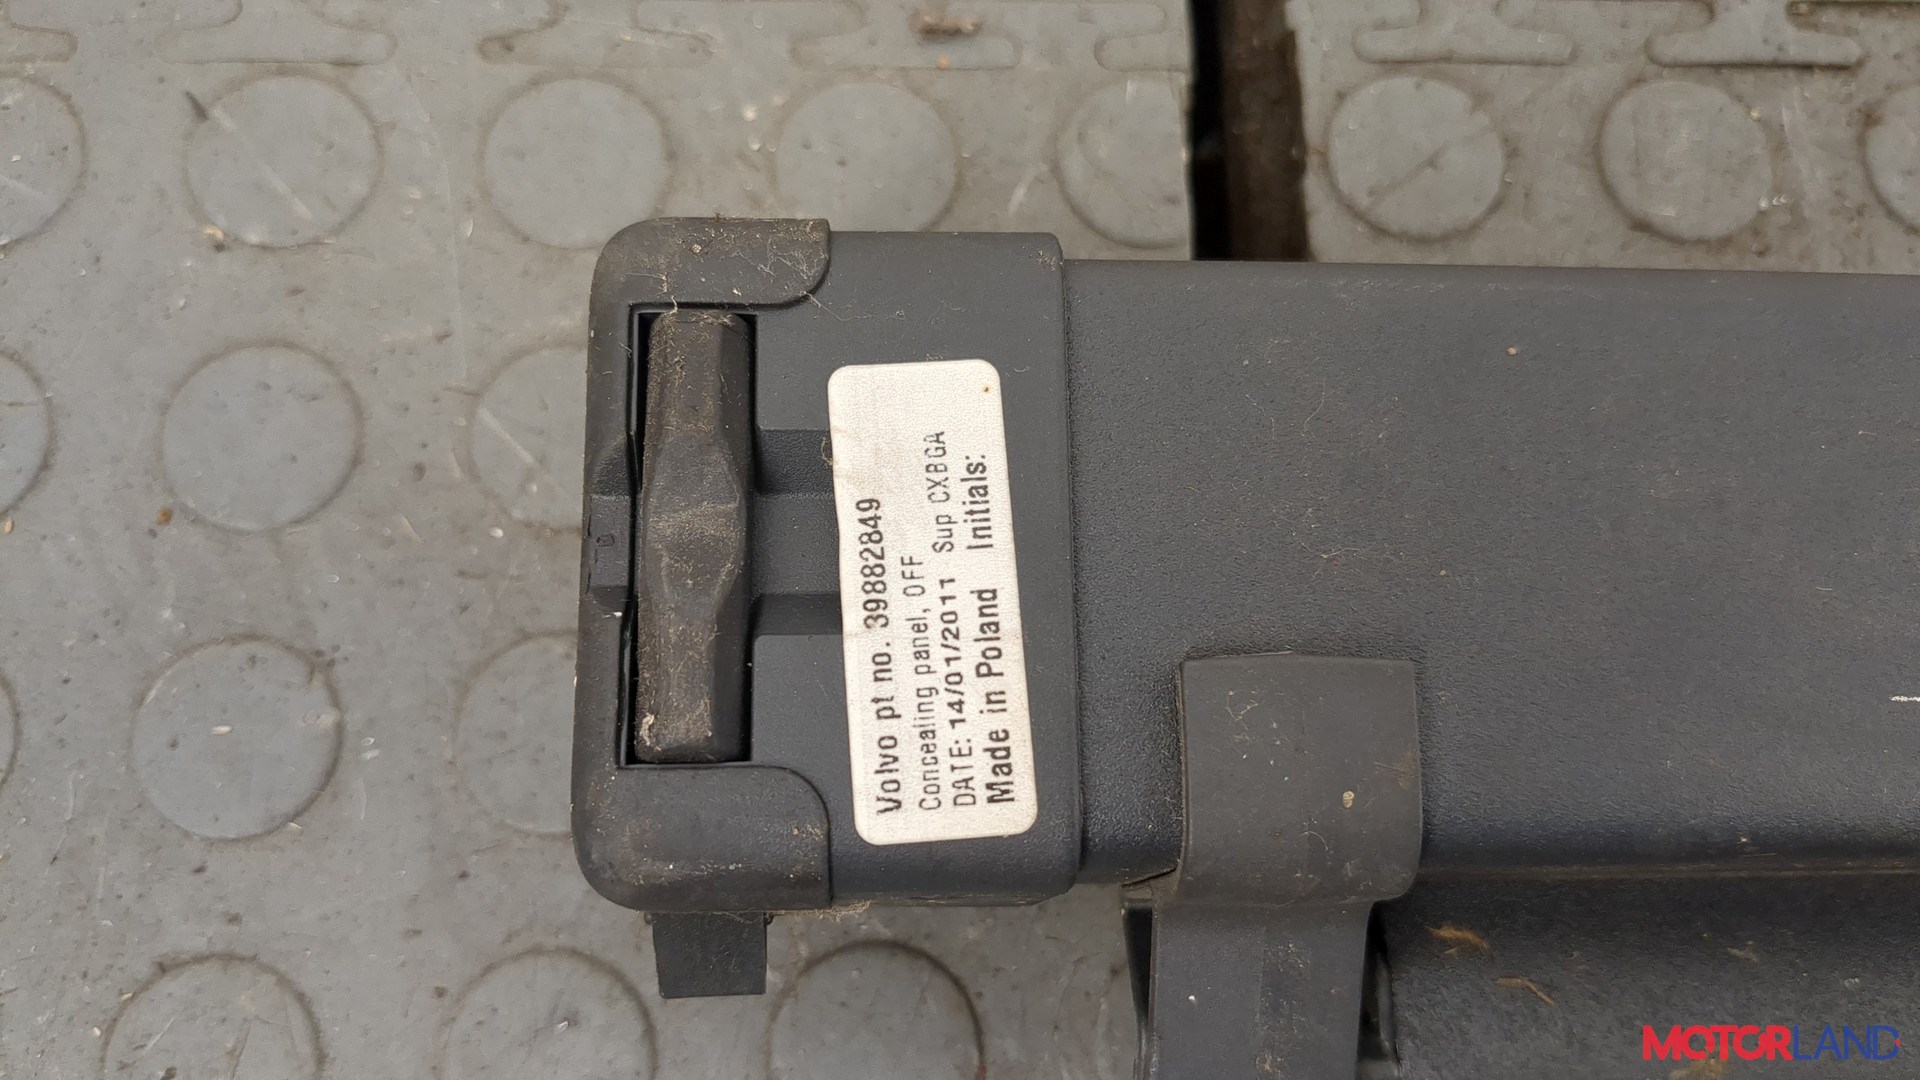 Volvo pt no. 39882849
Concealing panel, OFF
DATE: 14/01/2011 Sup CXBGA
Made in Poland Initials:
MOTORLAND